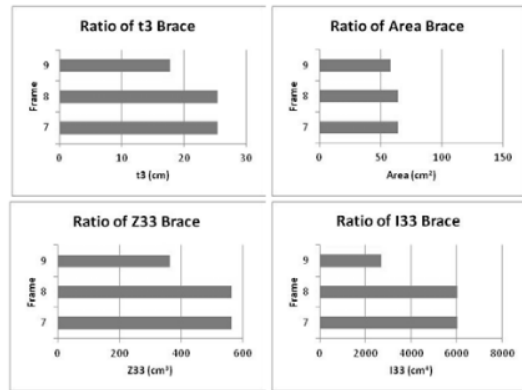 Ratio of t3 Brace
Frame
9
8
7
0 10 20 30
t3 (cm)
Ratio of Area Brace
Frame
9
8
7
0 50 100 150
Area (cm²)
Ratio of Z33 Brace
Frame
9
8
7
0 200 400 600
Z33 (cm³)
Ratio of I33 Brace
Frame
9
8
7
0 2000 4000 6000 8000
I33 (cm⁴)